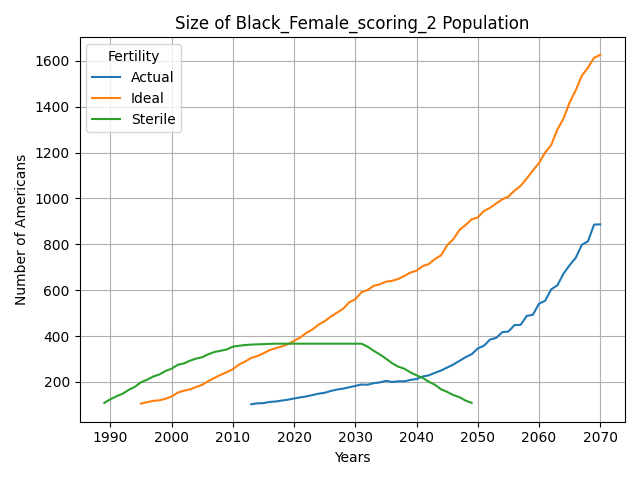 Size of Black_Female_scoring_2 Population
Fertility
Actual
Ideal
Sterile
Number of Americans
1600
1400
1200
1000
800
600
400
200
1990 2000 2010 2020 2030 2040 2050 2060 2070
Years